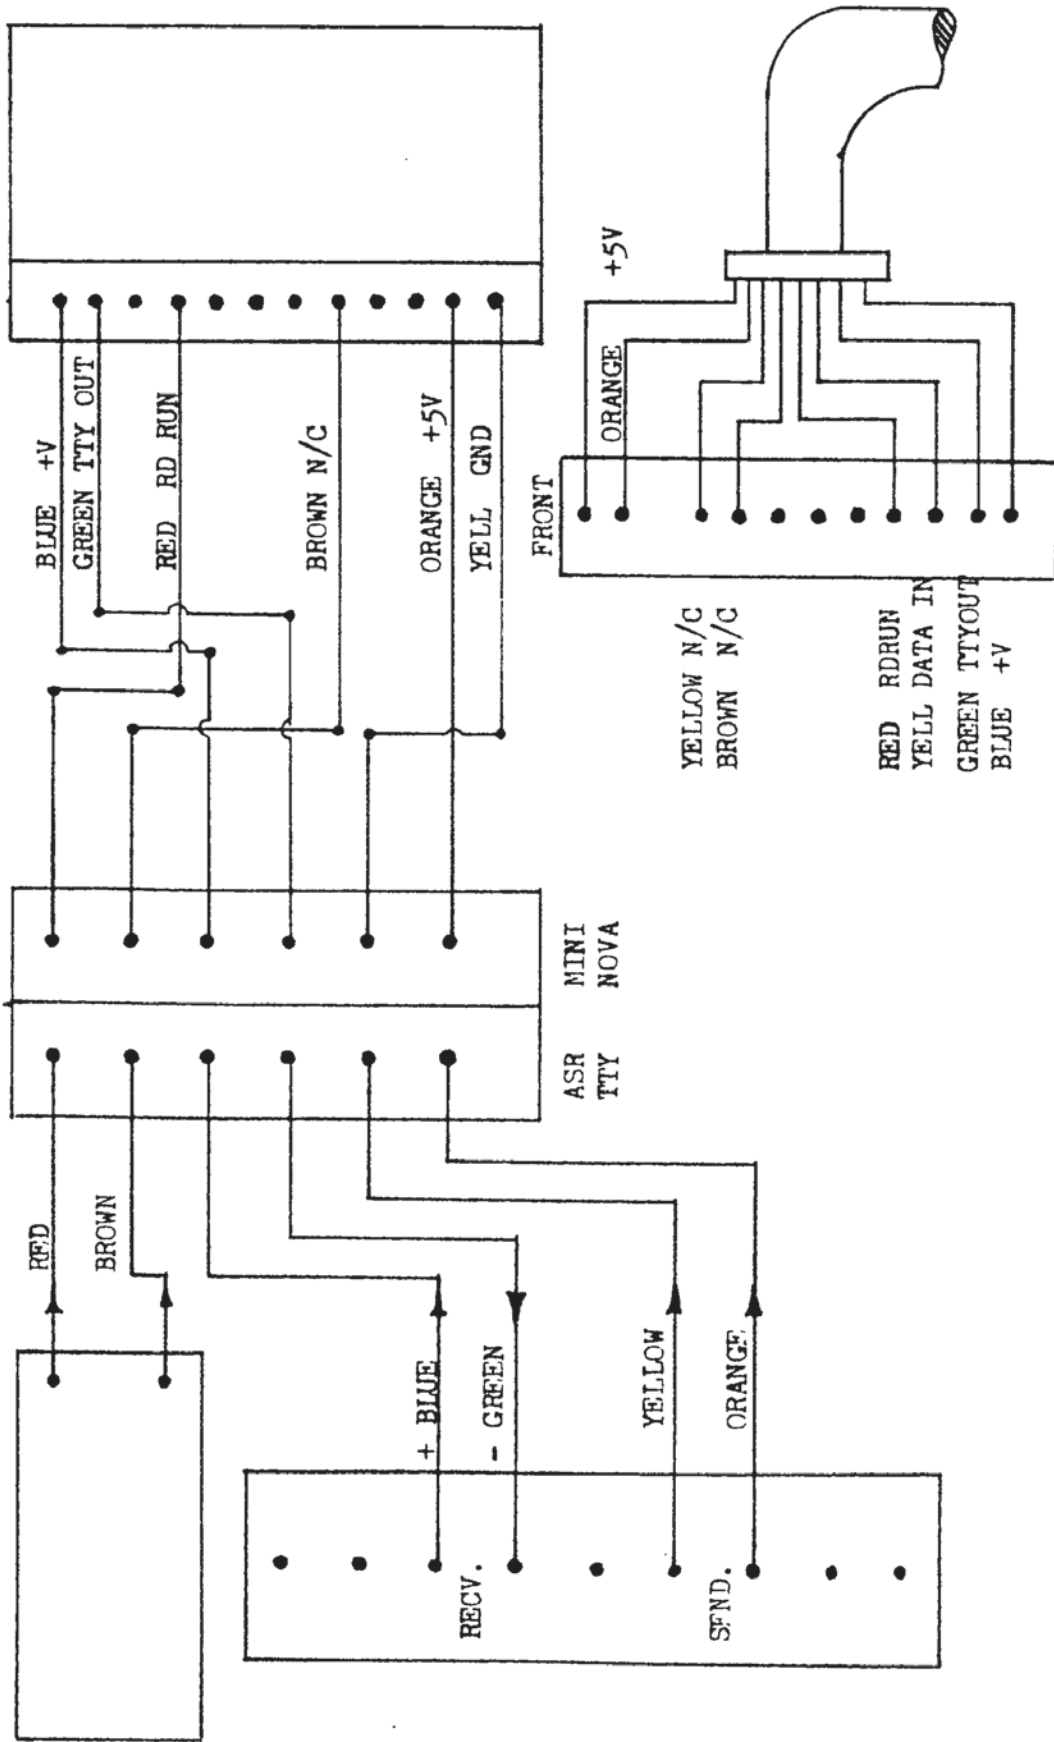 RED
BROWN
+ BLUE
- GREEN
YELLOW
ORANGE
RECV.
SEND.
ASR
TTY
MINI
NOVA
BLUE +V
GREEN TTY OUT
RED RD RUN
BROWN N/C
ORANGE +5V
YELL GND
FRONT
ORANGE
+5V
YELLOW N/C
BROWN N/C
RED RDRUN
YELL DATA IN
GREEN TTYOUT
BLUE +V